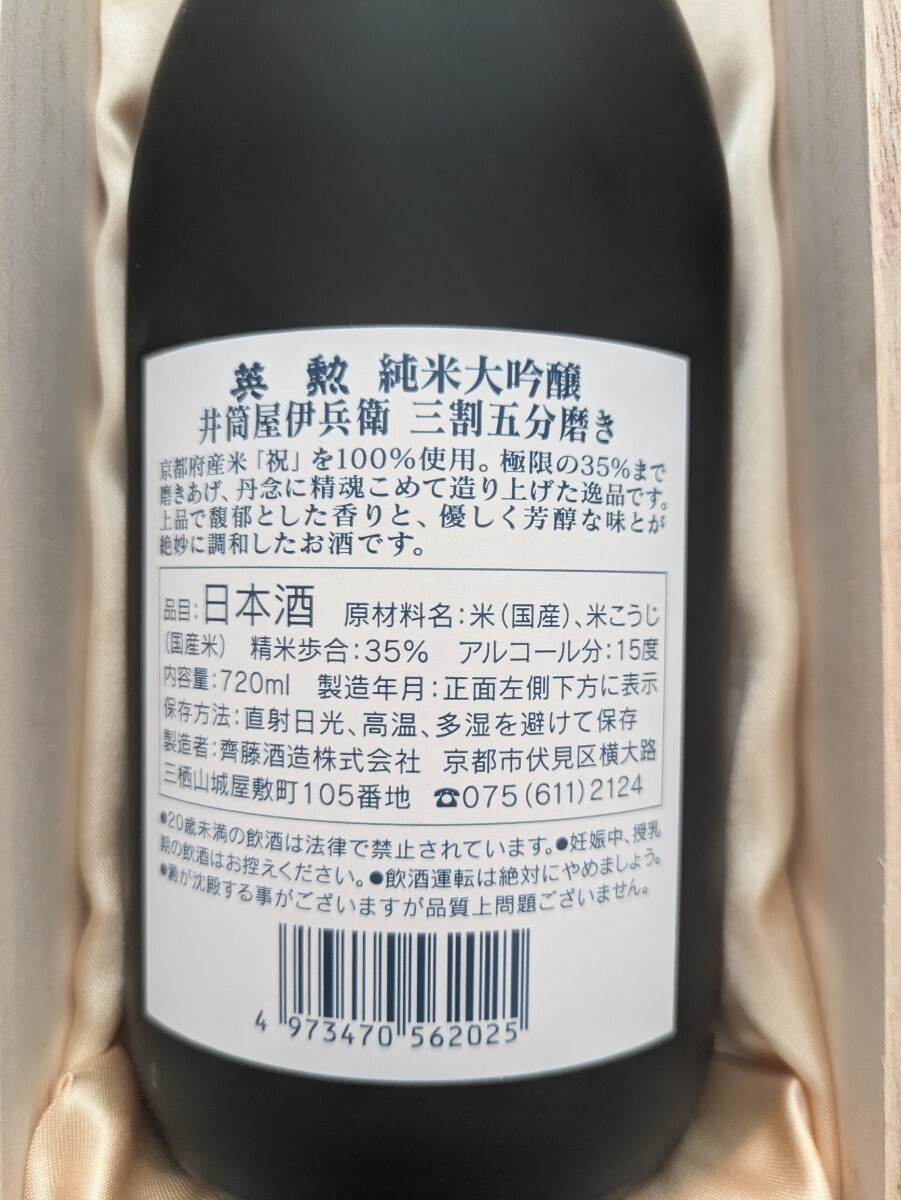 英 勲 純米大吟醸
井筒屋伊兵衛 三割五分磨き
京都府産米「祝」を100%使用。極限の35%まで
磨きあげ、丹念に精魂こめて造り上げた逸品です。
上品で馥郁とした香りと、優しく芳醇な味とが
絶妙に調和したお酒です。
品目:日本酒 原材料名:米(国産)、米こうじ
(国産米) 精米歩合:35% アルコール分:15度
内容量:720ml 製造年月:正面左側下方に表示
保存方法:直射日光、高温、多湿を避けて保存
製造者:齊藤酒造株式会社 京都市伏見区横大路
三栖山城屋敷町105番地 ☎075(611)2124
●20歳未満の飲酒は法律で禁止されています。●妊娠中、授乳
期の飲酒はお控えください。●飲酒運転は絶対にやめましょう。
●澱が沈殿する事がございますが品質上問題ございません。
4 973470 562025